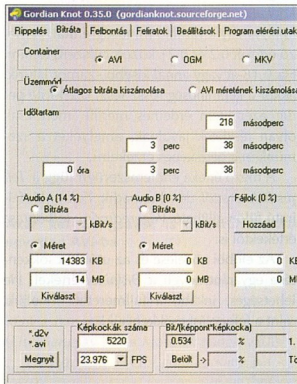 Gordian Knot 0.35.0 (gordianknot.sourceforge.net)
Rippelés Bitráta Felbontás Feliratok Beállítások Program elérési utak
Container
AVI OGM MKV
Üzemmód
Átlagos bitráta kiszámolása AVI méretének kiszámolása
Időtartam
218 másodperc
3 perc 38 másodperc
0 óra 3 perc 38 másodperc
Audio A (14 %) Audio B (0 %) Fájlok (0 %)
Bitráta Bitráta
kBit/s kBit/s Hozzáad
Méret Méret
14383 KB 0 KB 0 KB
14 MB 0 MB 0 MB
Kiválaszt Kiválaszt
Képkockák száma Bit/(képpont*képkocka)
*.d2v 5220 0.534 % 1.
*.avi
Megnyit 23.976 FPS Betölt -> %